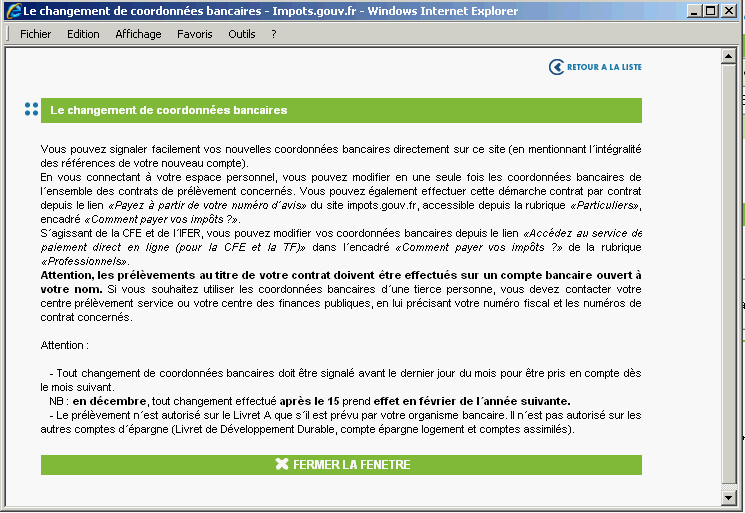 Le changement de coordonnées bancaires - Impots.gouv.fr - Windows Internet Explorer
Fichier Edition Affichage Favoris Outils ?
RETOUR A LA LISTE
Le changement de coordonnées bancaires
Vous pouvez signaler facilement vos nouvelles coordonnées bancaires directement sur ce site (en mentionnant l´intégralité
des références de votre nouveau compte).
En vous connectant à votre espace personnel, vous pouvez modifier en une seule fois les coordonnées bancaires de
l´ensemble des contrats de prélèvement concernés. Vous pouvez également effectuer cette démarche contrat par contrat
depuis le lien «Payez à partir de votre numéro d´avis» du site impots.gouv.fr, accessible depuis la rubrique «Particuliers»,
encadré «Comment payer vos impôts ?».
S´agissant de la CFE et de l´IFER, vous pouvez modifier vos coordonnées bancaires depuis le lien «Accédez au service de
paiement direct en ligne (pour la CFE et la TF)» dans l´encadré «Comment payer vos impôts ?» de la rubrique
«Professionnels».
Attention, les prélèvements au titre de votre contrat doivent être effectués sur un compte bancaire ouvert à
votre nom. Si vous souhaitez utiliser les coordonnées bancaires d´une tierce personne, vous devez contacter votre
centre prélèvement service ou votre centre des finances publiques, en lui précisant votre numéro fiscal et les numéros de
contrat concernés.
Attention :
- Tout changement de coordonnées bancaires doit être signalé avant le dernier jour du mois pour être pris en compte dès
le mois suivant.
NB : en décembre, tout changement effectué après le 15 prend effet en février de l´année suivante.
- Le prélèvement n´est autorisé sur le Livret A que s´il est prévu par votre organisme bancaire. Il n´est pas autorisé sur les
autres comptes d´épargne (Livret de Développement Durable, compte épargne logement et comptes assimilés).
FERMER LA FENETRE